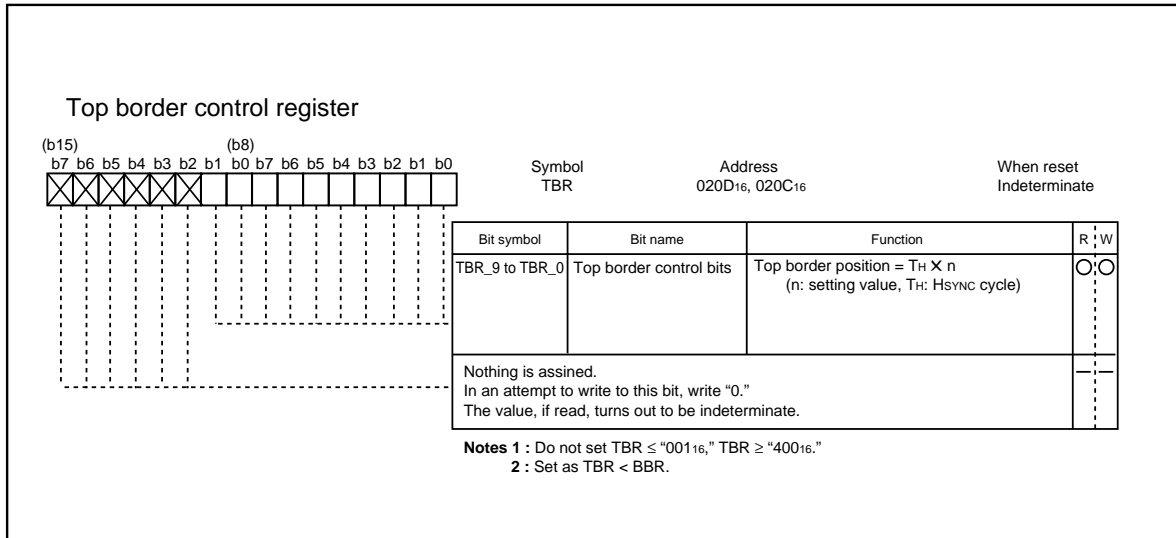 Top border control register
(b15) (b8)
b7 b6 b5 b4 b3 b2 b1 b0 b7 b6 b5 b4 b3 b2 b1 b0
Symbol Address When reset
TBR 020D16, 020C16 Indeterminate
Bit symbol Bit name Function R W
TBR_9 to TBR_0 Top border control bits Top border position = TH X n
(n: setting value, TH: HSYNC cycle)
Nothing is assined.
In an attempt to write to this bit, write “0.”
The value, if read, turns out to be indeterminate.
Notes 1 : Do not set TBR ≤ “00116,” TBR ≥ “40016.”
2 : Set as TBR < BBR.